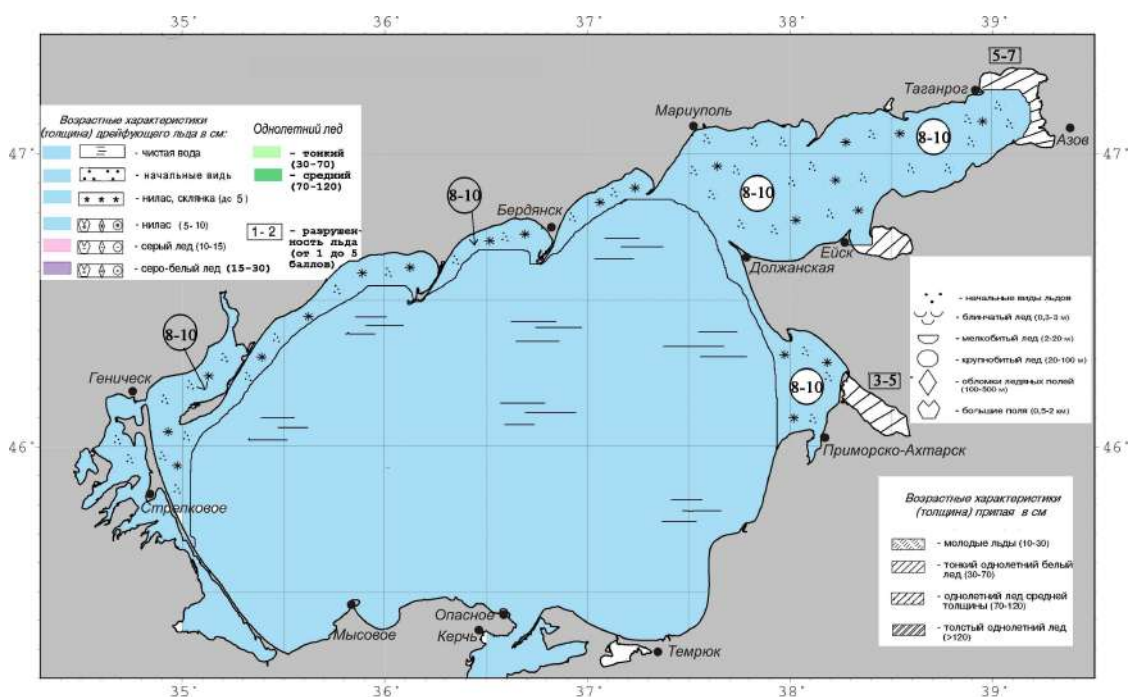 35° 36° 37° 38° 39°
5-7
Таганрог
Мариуполь
Азов
47° 47°
Возрастные характеристики
(толщина) дрейфующего льда в см:
- чистая вода
- начальные видь
- нилас, склянка (до 5)
- нилас (5-10)
- серый лед (10-15)
- серо-белый лед (15-30)
Однолетний лед
- тонкий
(30-70)
- средний
(70-120)
1-2 - разрушен-
ность льда
(от 1 до 5
баллов)
8-10
8-10
8-10
Бердянск
Ейск
Должанская
8-10
Геническ
8-10
3-5
- начальные виды льдов
- блинчатый лед (0,3-3 м)
- мелкобитый лед (2-20 м)
- крупнобитый лед (20-100 м)
- обломки ледяных полей
(100-500 м)
- большие поля (0,5-2 км)
46° 46°
Приморско-Ахтарск
Стрелковое
Возрастные характеристики
(толщина) припая в см
- молодые льды (10-30)
- тонкий однолетний белый
лед (30-70)
- однолетний лед средней
толщины (70-120)
- толстый однолетний лед
(>120)
Опасное
Мысовое
Керчь
Темрюк
35° 36° 37° 38° 39°